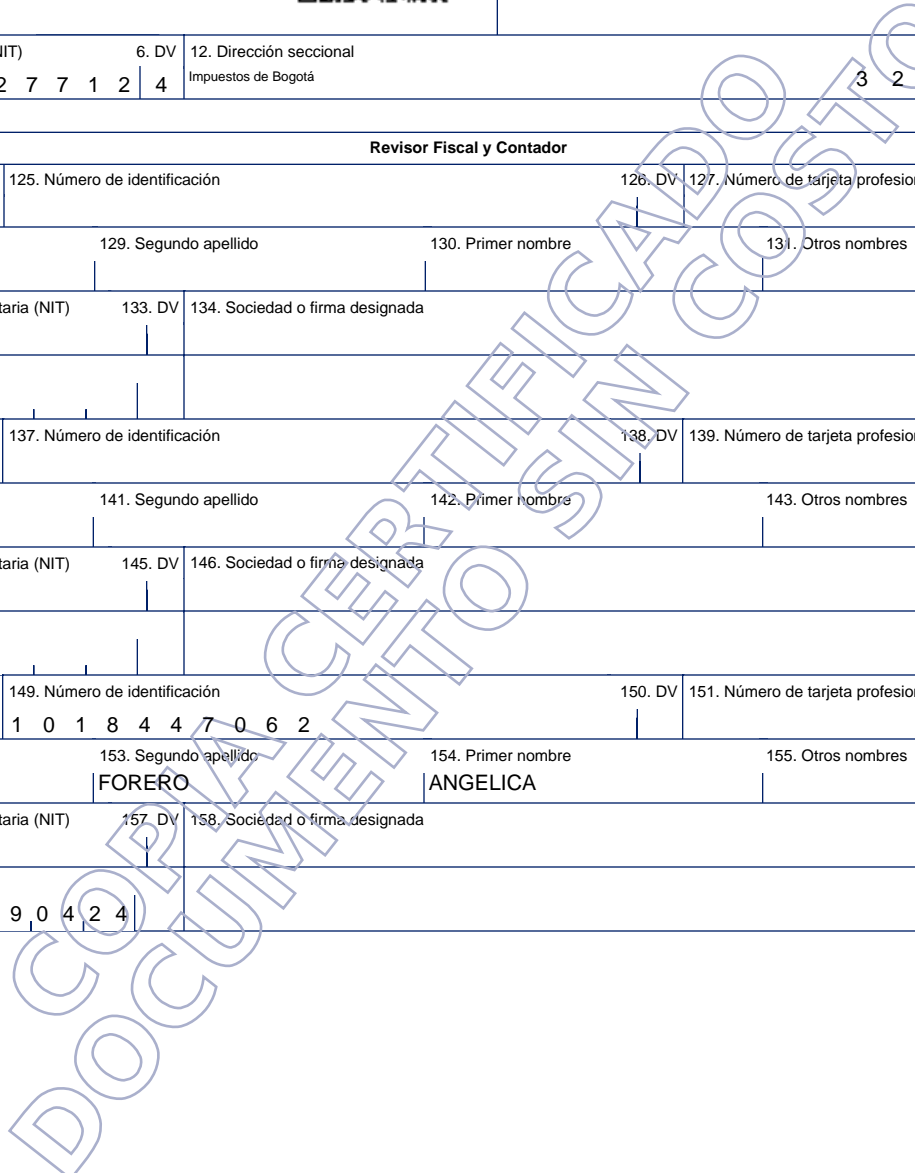 NIT) 6. DV 12. Dirección seccional
2 7 7 1 2 4 Impuestos de Bogotá 3 2
Revisor Fiscal y Contador
125. Número de identificación 126. DV 127. Número de tarjeta profesion
129. Segundo apellido 130. Primer nombre 131. Otros nombres
taria (NIT) 133. DV 134. Sociedad o firma designada
137. Número de identificación 138. DV 139. Número de tarjeta profesion
141. Segundo apellido 142. Primer nombre 143. Otros nombres
taria (NIT) 145. DV 146. Sociedad o firma designada
149. Número de identificación 150. DV 151. Número de tarjeta profesion
1 0 1 8 4 4 7 0 6 2
153. Segundo apellido 154. Primer nombre 155. Otros nombres
FORERO ANGELICA
taria (NIT) 157. DV 158. Sociedad o firma designada
9 0 4 2 4
COPIA CERTIFICADO
DOCUMENTO SIN COSTO